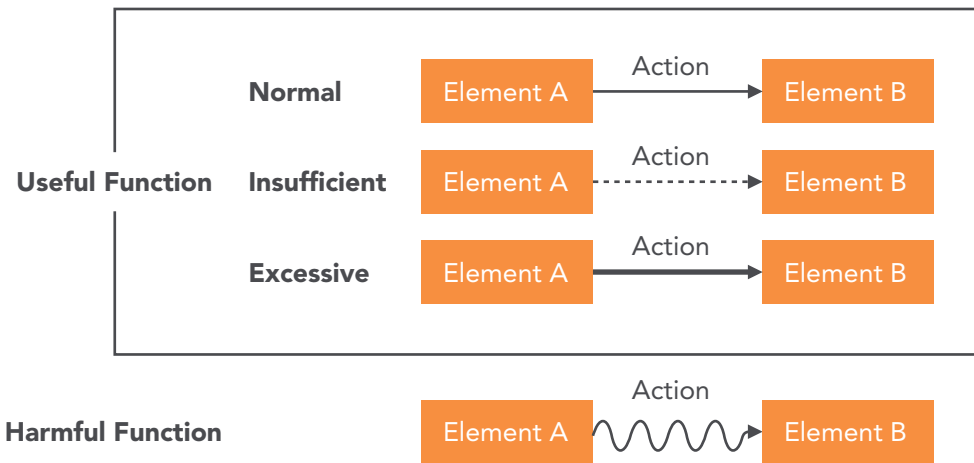 Action
Normal Element A Element B
Action
Useful Function Insufficient Element A Element B
Action
Excessive Element A Element B
Action
Harmful Function Element A Element B